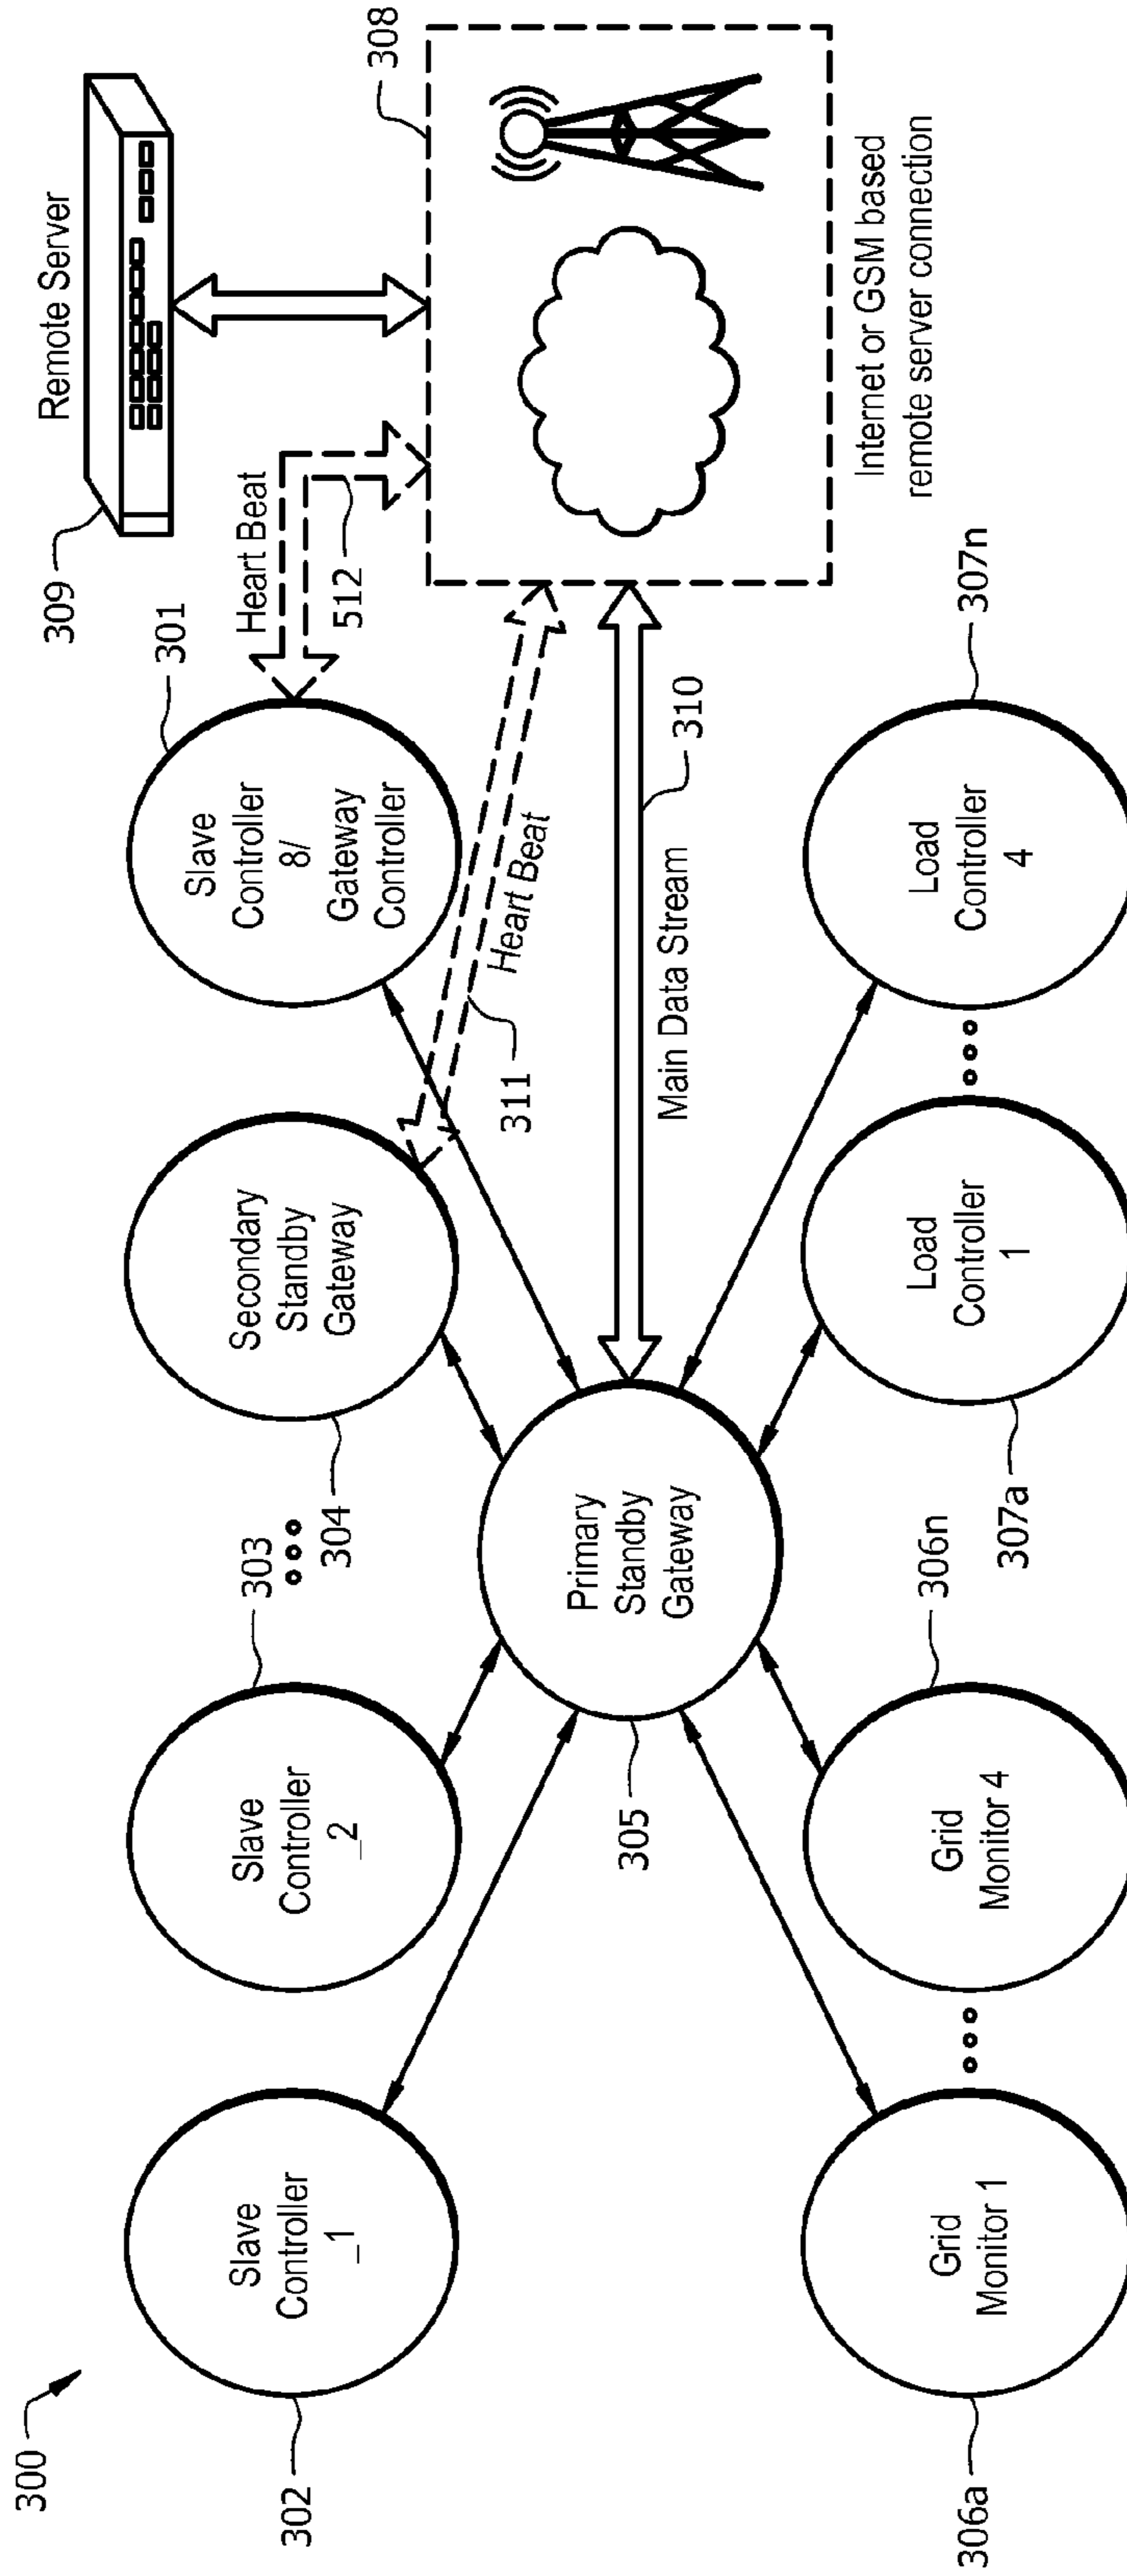 300
Remote Server
309
308
Heart Beat
512
301
302
Slave
Controller
_1
303
Slave
Controller
_2
304
Secondary
Standby
Gateway
Slave
Controller
8/
Gateway
Controller
Heart Beat
311
Main Data Stream
310
Internet or GSM based
remote server connection
305
Primary
Standby
Gateway
306a
Grid
Monitor 1
306n
Grid
Monitor 4
307a
Load
Controller
1
307n
Load
Controller
4